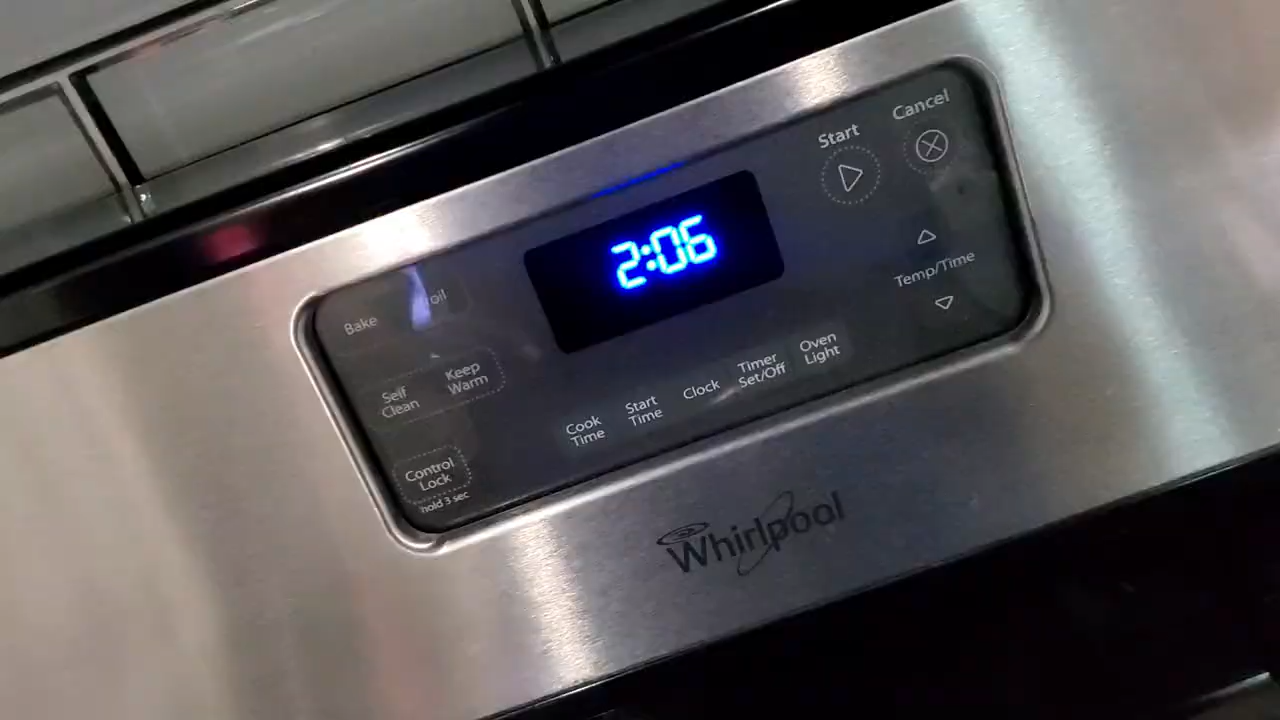 Start
Cancel
2:06
Bake
Temp/Time
Self
Clean
Keep
Warm
Cook
Time
Start
Time
Clock
Timer
Set/Off
Oven
Light
Control
Lock
hold 3 sec
Whirlpool